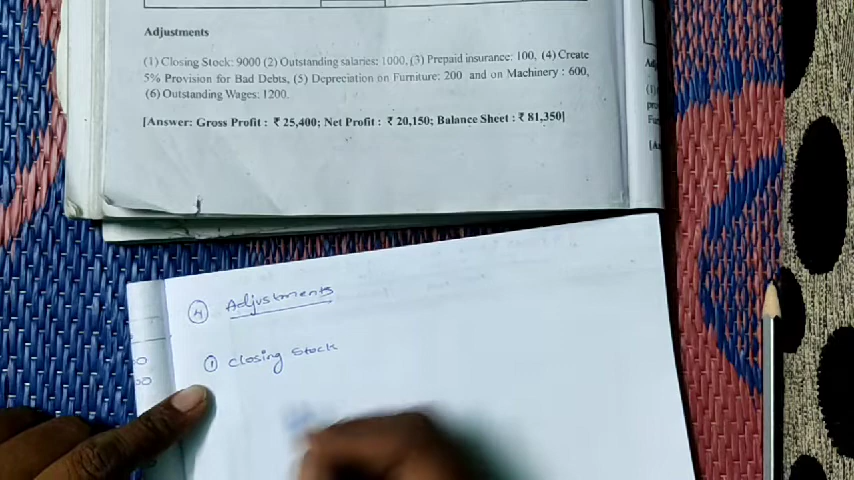 Adjustments
(1) Closing Stock: 9000 (2) Outstanding salaries: 1000, (3) Prepaid insurance: 100, (4) Create
5% Provision for Bad Debts, (5) Depreciation on Furniture: 200 and on Machinery : 600,
(6) Outstanding Wages: 1200.
[Answer: Gross Profit : ₹ 25,400; Net Profit : ₹ 20,150; Balance Sheet : ₹ 81,350]
4 Adjustments
1 closing stock